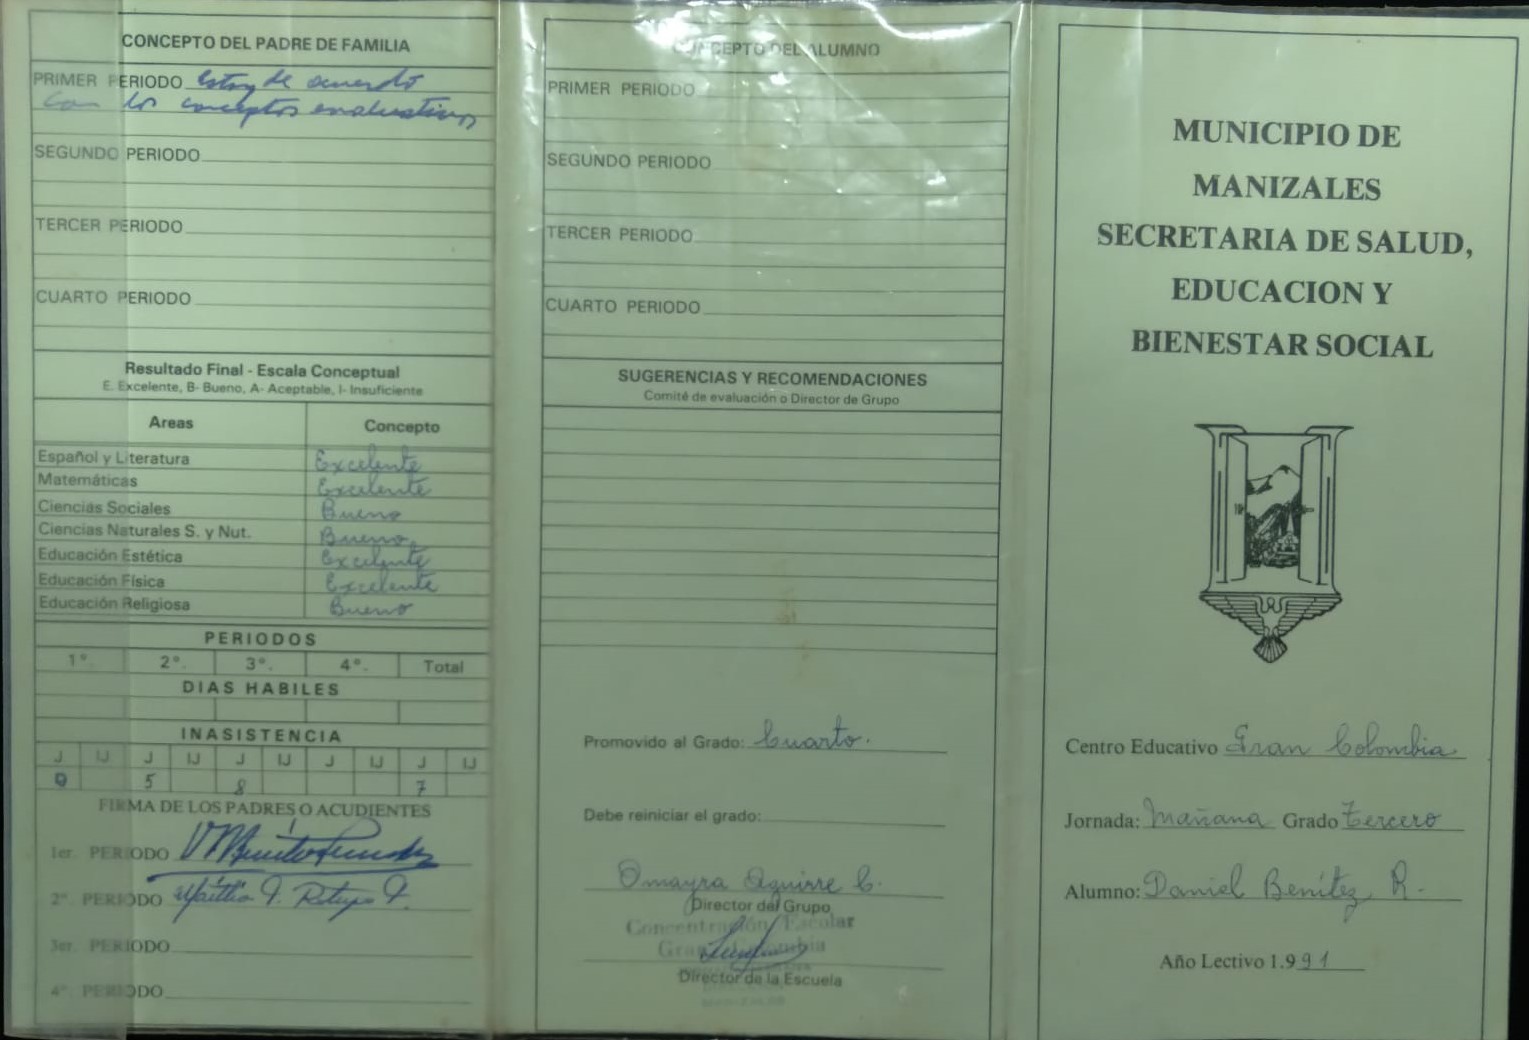 CONCEPTO DEL PADRE DE FAMILIA
PRIMER PERIODO Estoy de acuerdo
con los conceptos evaluativos
SEGUNDO PERIODO
TERCER PERIODO
CUARTO PERIODO
Resultado Final - Escala Conceptual
E. Excelente, B- Bueno, A- Aceptable, I- Insuficiente
Areas Concepto
Español y Literatura Excelente
Matemáticas Excelente
Ciencias Sociales Bueno
Ciencias Naturales S. y Nut. Bueno.
Educación Estética Excelente
Educación Física Excelente
Educación Religiosa Bueno
PERIODOS
1°. 2°. 3°. 4°. Total
DIAS HABILES
INASISTENCIA
J IJ J IJ J IJ J IJ J IJ
0 5 8 7
FIRMA DE LOS PADRES O ACUDIENTES
1er. PERIODO
2°. PERIODO
3er. PERIODO
4°. PERIODO
CONCEPTO DEL ALUMNO
PRIMER PERIODO
SEGUNDO PERIODO
TERCER PERIODO
CUARTO PERIODO
SUGERENCIAS Y RECOMENDACIONES
Comité de evaluación o Director de Grupo
Promovido al Grado: Cuarto.
Debe reiniciar el grado:
Omayra Aguirre C.
Director del Grupo
Concentración Escolar
Gran Colombia
Director de la Escuela
MUNICIPIO DE
MANIZALES
SECRETARIA DE SALUD,
EDUCACION Y
BIENESTAR SOCIAL
Centro Educativo Gran Colombia
Jornada: Mañana Grado Tercero
Alumno: Daniel Benítez R.
Año Lectivo 1.991